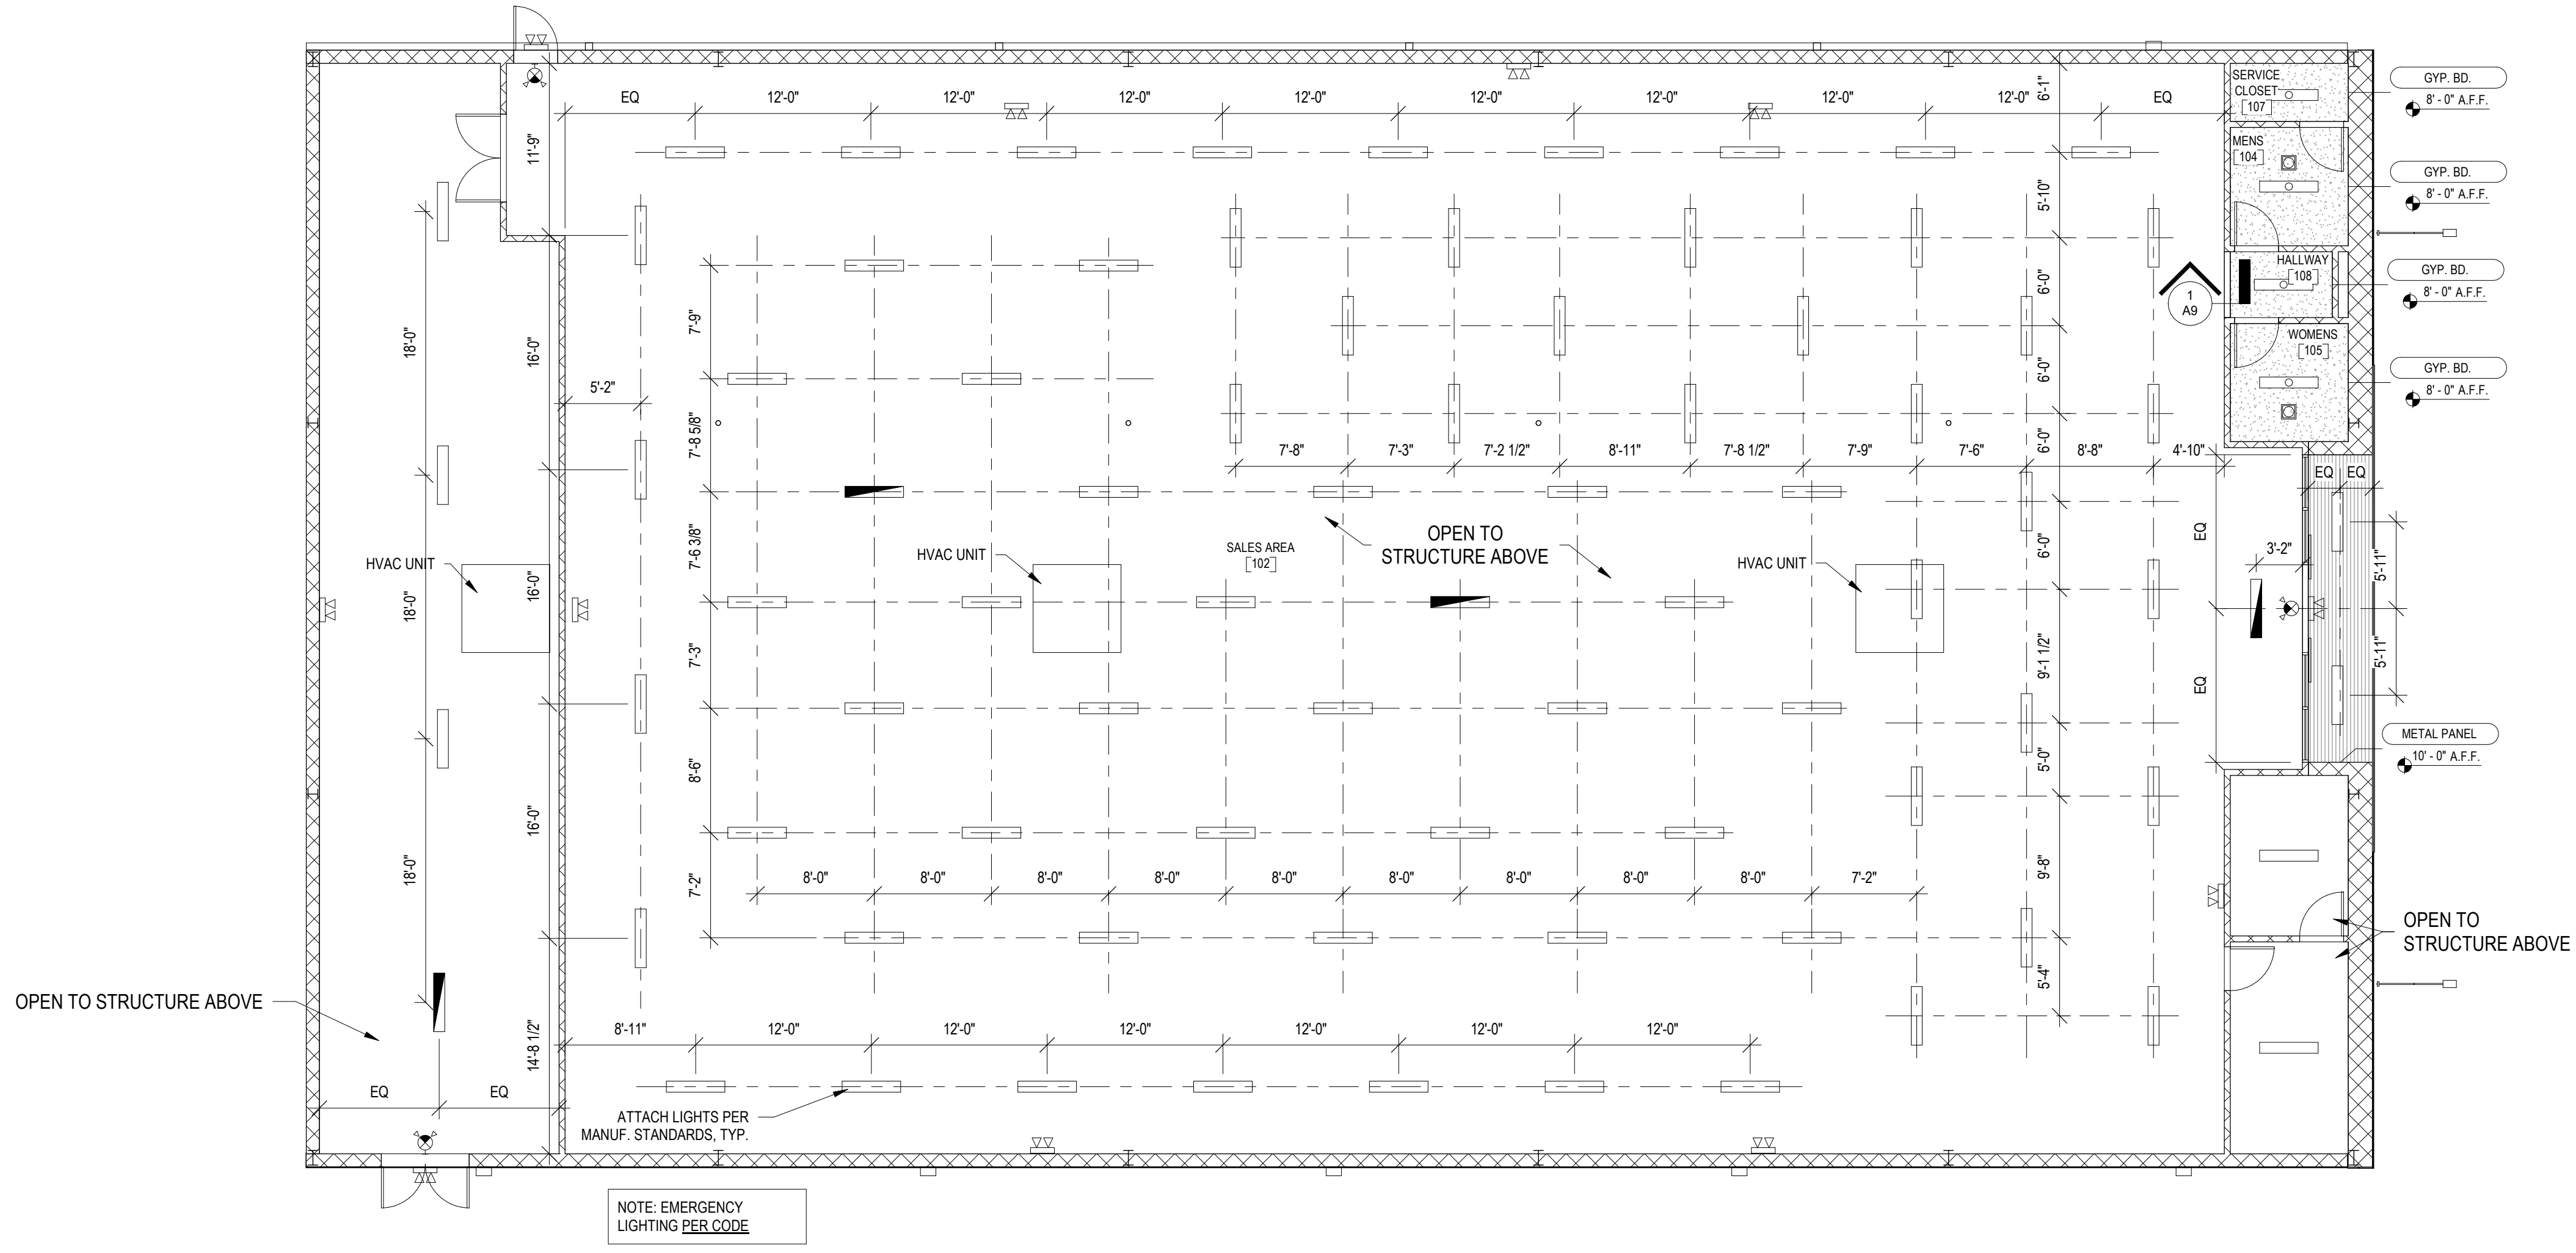 SERVICE
CLOSET
107
GYP. BD.
8' - 0" A.F.F.
EQ
12'-0"
12'-0"
12'-0"
12'-0"
12'-0"
12'-0"
12'-0"
12'-0"
EQ
6'-1"
11'-9"
MENS
104
GYP. BD.
8' - 0" A.F.F.
5'-10"
HALLWAY
108
GYP. BD.
8' - 0" A.F.F.
1
A9
6'-0"
18'-0"
16'-0"
7'-9"
WOMENS
105
GYP. BD.
8' - 0" A.F.F.
6'-0"
5'-2"
7'-8 5/8"
6'-0"
7'-8"
7'-3"
7'-2 1/2"
8'-11"
7'-8 1/2"
7'-9"
7'-6"
8'-8"
4'-10"
EQ
EQ
7'-6 3/8"
OPEN TO
STRUCTURE ABOVE
SALES AREA
102
HVAC UNIT
HVAC UNIT
HVAC UNIT
6'-0"
EQ
3'-2"
5'-11"
18'-0"
16'-0"
7'-3"
9'-1 1/2"
EQ
5'-11"
METAL PANEL
10' - 0" A.F.F.
8'-6"
5'-0"
16'-0"
18'-0"
7'-2"
8'-0"
8'-0"
8'-0"
8'-0"
8'-0"
8'-0"
8'-0"
8'-0"
8'-0"
7'-2"
9'-8"
OPEN TO
STRUCTURE ABOVE
5'-4"
OPEN TO STRUCTURE ABOVE
14'-8 1/2"
8'-11"
12'-0"
12'-0"
12'-0"
12'-0"
12'-0"
12'-0"
EQ
EQ
ATTACH LIGHTS PER
MANUF. STANDARDS, TYP.
NOTE: EMERGENCY
LIGHTING PER CODE